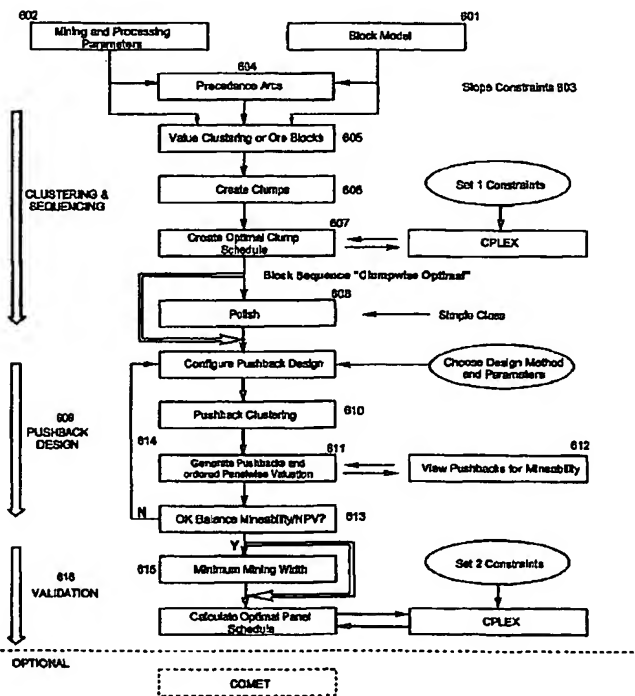 602
601
Mining and Processing
Parameters
Block Model
604
Precedance Arcs
Slope Constraints 603
Value Clustering or Ore Blocks
605
CLUSTERING &
SEQUENCING
Create Clumps
606
Set 1 Constraints
607
Create Optimal Clump
Schedule
CPLEX
Block Sequence "Clumpwise Optimal"
608
Polish
Simple Class
Configure Pushback Design
Choose Design Method
and Parameters
609
PUSHBACK
DESIGN
Pushback Clustering
610
614
611
612
Generate Pushbacks and
ordered Panelwise Valuation
View Pushbacks for Mineability
N
OK Balance Mineability/NPV?
613
Y
616
VALIDATION
615
Minimum Mining Width
Set 2 Constraints
Calculate Optimal Panel
Schedule
CPLEX
OPTIONAL
COMET